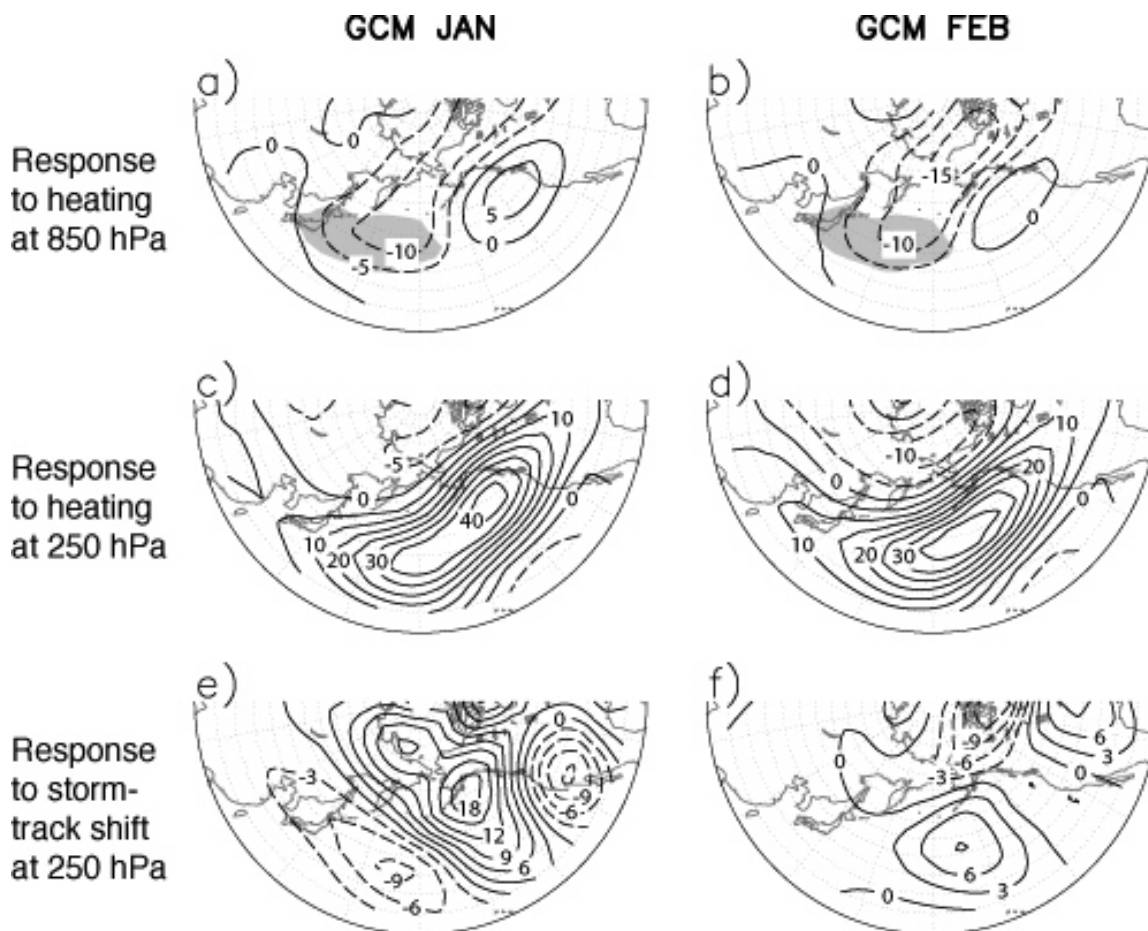 GCM JAN GCM FEB
a) b)
Response
to heating
at 850 hPa
0 0 5 0 -10 -5
0 -15 0 -10
c) d)
Response
to heating
at 250 hPa
10 -5 0 40 0 10 20 30
-10 0 20 0 10 20 30
e) f)
Response
to storm-
track shift
at 250 hPa
0 -3 18 -9 -6 12 9 6 -9 -6
-9 6 0 -6 3 -3 0 6 3 0